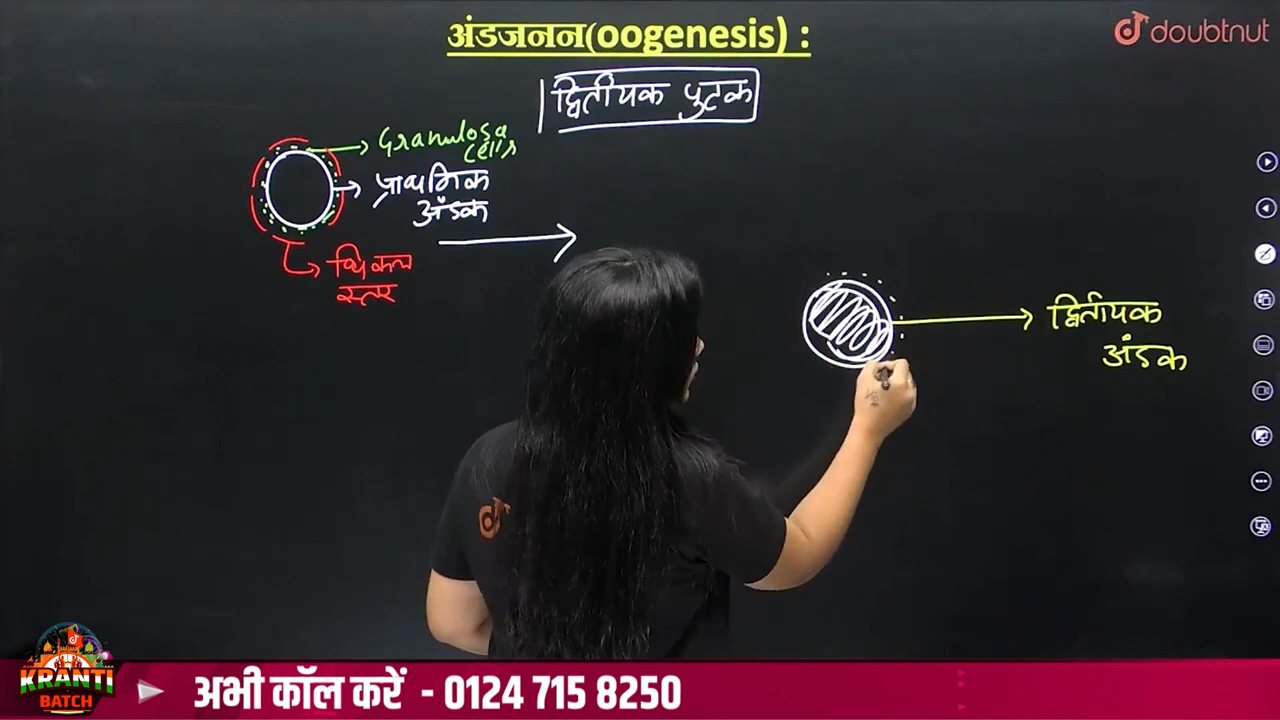 अंडजनन(oogenesis) :
doubtnut
द्वितीयक पुटक
Granulosa
cells
प्राथमिक
अंडक
स्तर
द्वितीयक
अंडक
KRANTI
BATCH
अभी कॉल करें - 0124 715 8250